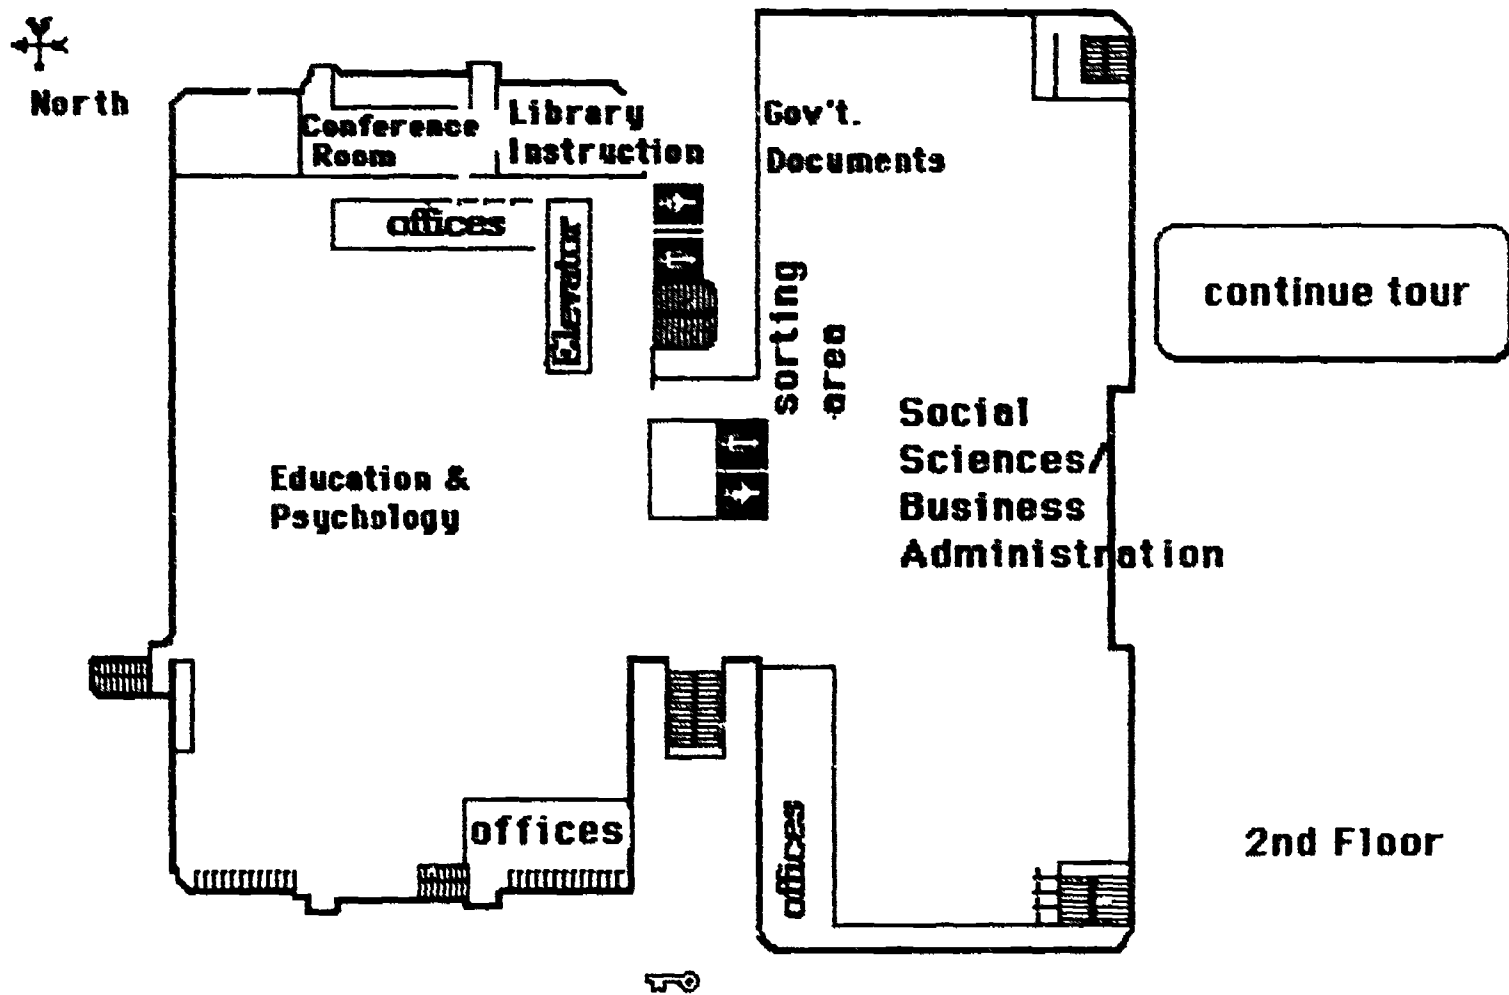 North
Conference
Room
Library
Instruction
Gov't.
Documents
offices
Elevator
sorting
area
continue tour
Social
Sciences/
Business
Administration
Education &
Psychology
offices
offices
2nd Floor